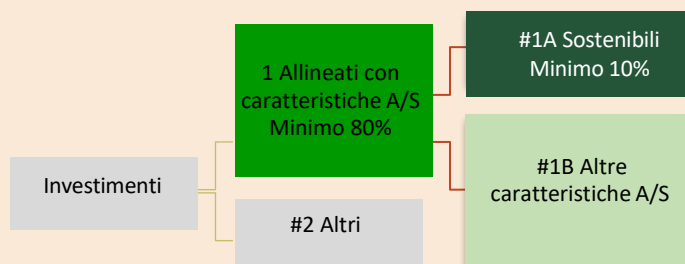 Investimenti
1 Allineati con
caratteristiche A/S
Minimo 80%
#2 Altri
#1A Sostenibili
Minimo 10%
#1B Altre
caratteristiche A/S